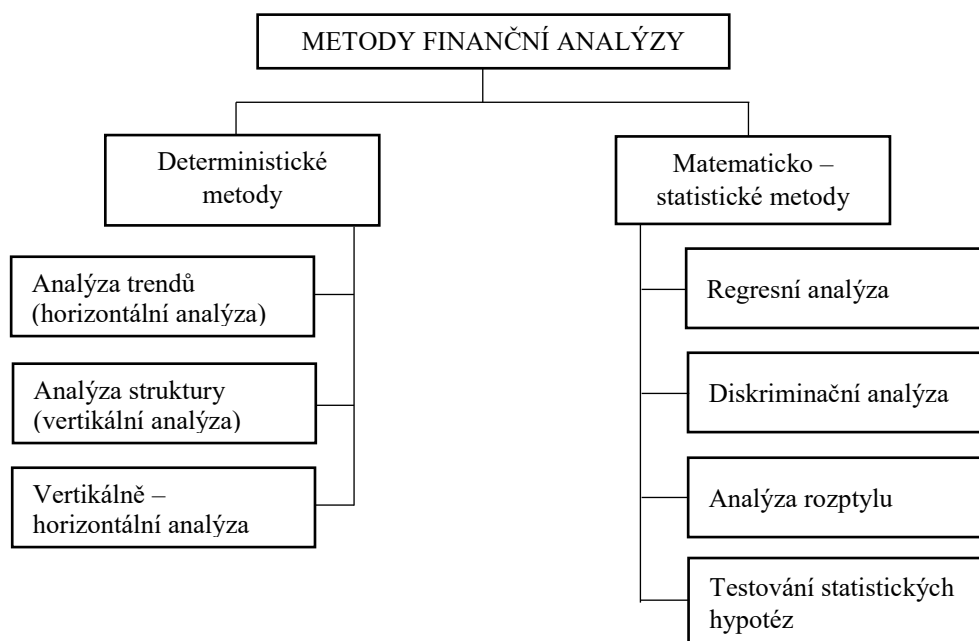 METODY FINANČNÍ ANALÝZY
Deterministické
metody
Matematicko –
statistické metody
Analýza trendů
(horizontální analýza)
Analýza struktury
(vertikální analýza)
Vertikálně –
horizontální analýza
Regresní analýza
Diskriminační analýza
Analýza rozptylu
Testování statistických
hypotéz